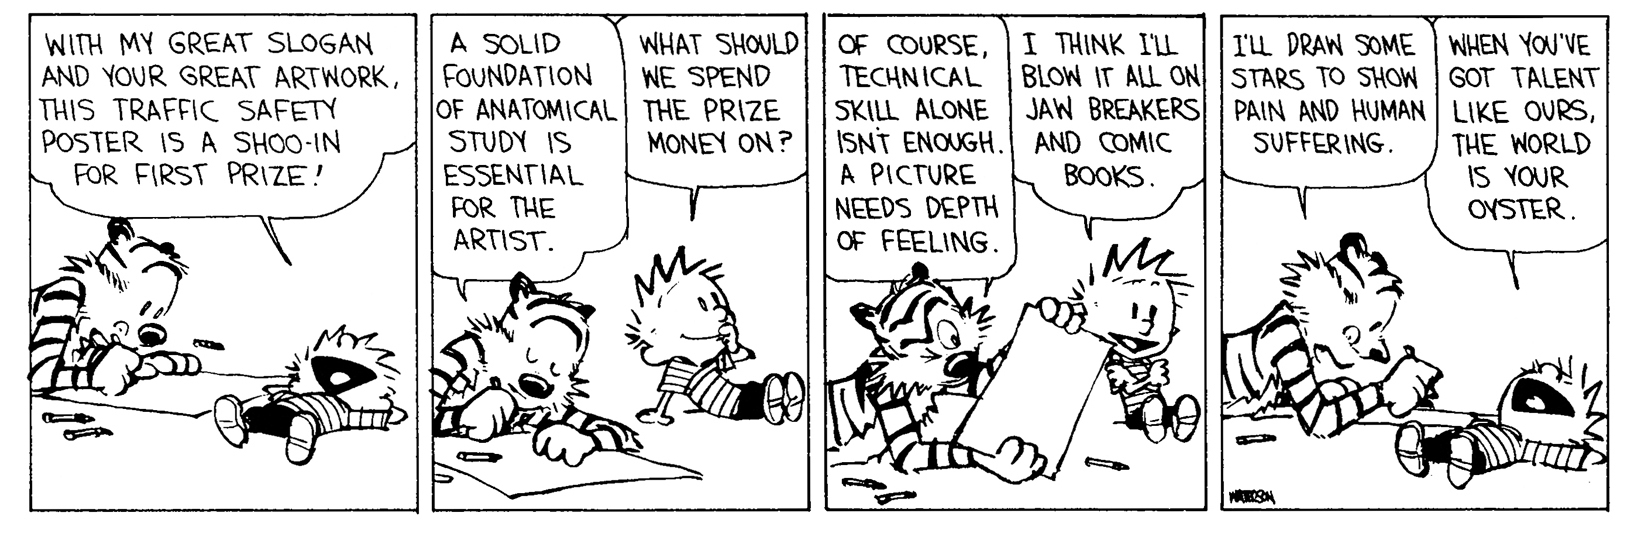 WITH MY GREAT SLOGAN
AND YOUR GREAT ARTWORK,
THIS TRAFFIC SAFETY
POSTER IS A SHOO-IN
FOR FIRST PRIZE!
A SOLID
FOUNDATION
OF ANATOMICAL
STUDY IS
ESSENTIAL
FOR THE
ARTIST.
WHAT SHOULD
WE SPEND
THE PRIZE
MONEY ON?
OF COURSE,
TECHNICAL
SKILL ALONE
ISN'T ENOUGH.
A PICTURE
NEEDS DEPTH
OF FEELING.
I THINK I'LL
BLOW IT ALL ON
JAW BREAKERS
AND COMIC
BOOKS.
I'LL DRAW SOME
STARS TO SHOW
PAIN AND HUMAN
SUFFERING.
WHEN YOU'VE
GOT TALENT
LIKE OURS,
THE WORLD
IS YOUR
OYSTER.
WATTERSON